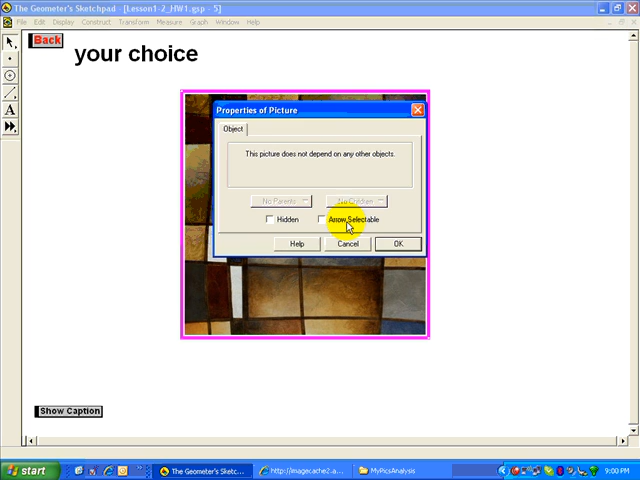 The Geometer's Sketchpad - [Lesson1-2_HW1.gsp - 5]
File Edit Display Construct Transform Measure Graph Window Help
Back
your choice
A
Properties of Picture
Object
This picture does not depend on any other objects.
No Parents No Children
Hidden Arrow Selectable
Help Cancel OK
Show Caption
start The Geometer's Sketc... http://imagecache2.a... MyPicsAnalysis 9:00 PM